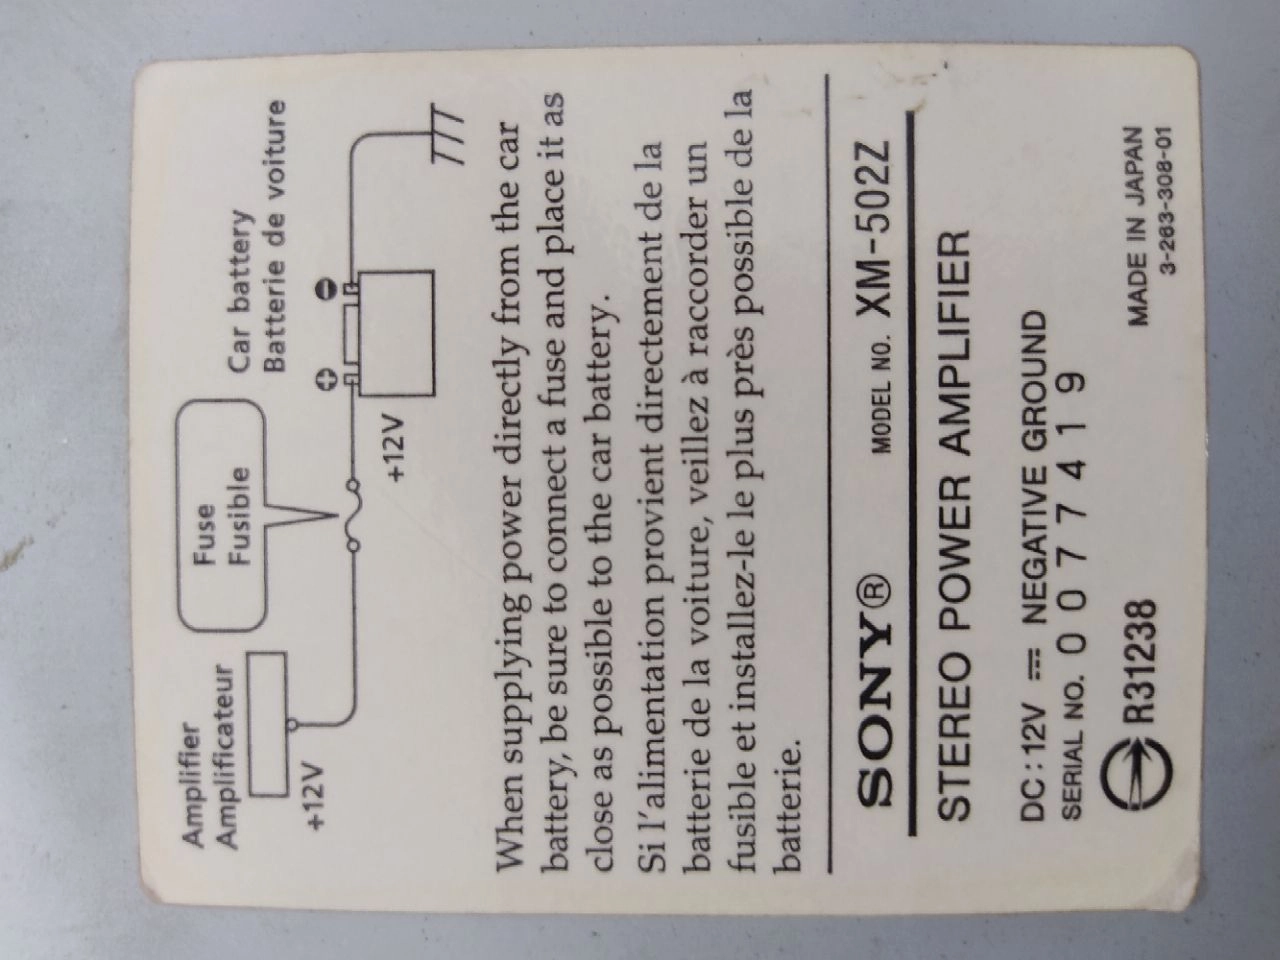 Amplifier
Amplificateur
+12V
Fuse
Fusible
Car battery
Batterie de voiture
+12V
When supplying power directly from the car
battery, be sure to connect a fuse and place it as
close as possible to the car battery.
Si l'alimentation provient directement de la
batterie de la voiture, veillez à raccorder un
fusible et installez-le le plus près possible de la
batterie.
SONY® MODEL NO. XM-502Z
STEREO POWER AMPLIFIER
DC:12V ⎓ NEGATIVE GROUND
SERIAL NO. 0077419
R31238
MADE IN JAPAN
3-263-308-01